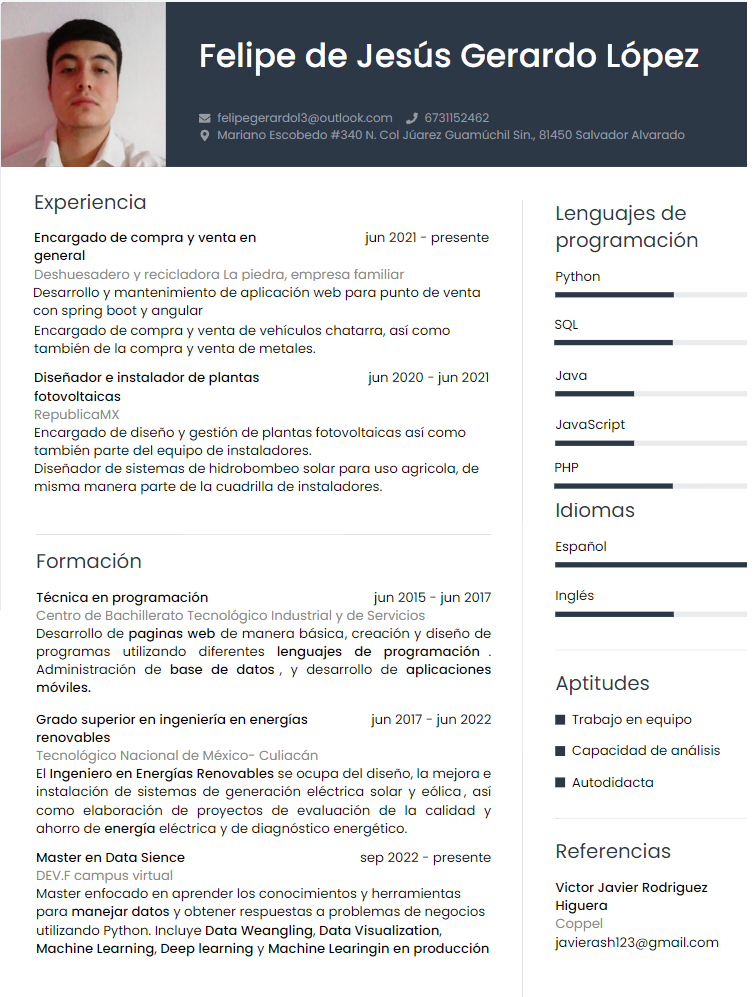 Felipe de Jesús Gerardo López
felipegerardol3@outlook.com 6731152462
Mariano Escobedo #340 N. Col Júarez Guamúchil Sin., 81450 Salvador Alvarado
Experiencia
Encargado de compra y venta en jun 2021 - presente
general
Deshuesadero y recicladora La piedra, empresa familiar
Desarrollo y mantenimiento de aplicación web para punto de venta
con spring boot y angular
Encargado de compra y venta de vehículos chatarra, así como
también de la compra y venta de metales.
Diseñador e instalador de plantas jun 2020 - jun 2021
fotovoltaicas
RepublicaMX
Encargado de diseño y gestión de plantas fotovoltaicas así como
también parte del equipo de instaladores.
Diseñador de sistemas de hidrobombeo solar para uso agricola, de
misma manera parte de la cuadrilla de instaladores.
Formación
Técnica en programación jun 2015 - jun 2017
Centro de Bachillerato Tecnológico Industrial y de Servicios
Desarrollo de paginas web de manera básica, creación y diseño de
programas utilizando diferentes lenguajes de programación .
Administración de base de datos , y desarrollo de aplicaciones
móviles.
Grado superior en ingeniería en energías jun 2017 - jun 2022
renovables
Tecnológico Nacional de México- Culiacán
El Ingeniero en Energías Renovables se ocupa del diseño, la mejora e
instalación de sistemas de generación eléctrica solar y eólica , así
como elaboración de proyectos de evaluación de la calidad y
ahorro de energía eléctrica y de diagnóstico energético.
Master en Data Sience sep 2022 - presente
DEV.F campus virtual
Master enfocado en aprender los conocimientos y herramientas
para manejar datos y obtener respuestas a problemas de negocios
utilizando Python. Incluye Data Weangling, Data Visualization,
Machine Learning, Deep learning y Machine Learingin en producción
Lenguajes de
programación
Python
SQL
Java
JavaScript
PHP
Idiomas
Español
Inglés
Aptitudes
Trabajo en equipo
Capacidad de análisis
Autodidacta
Referencias
Victor Javier Rodriguez
Higuera
Coppel
javierash123@gmail.com